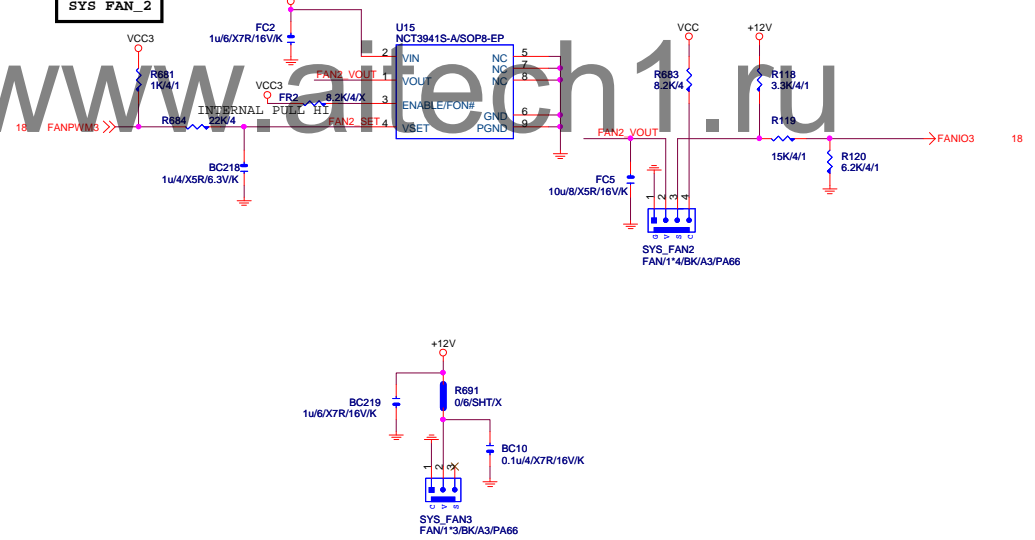 SYS FAN_2
FC2
1u/6/X7R/16V/K
U15
NCT3941S-A/SOP8-EP
VCC3
R681
1K/4/1
FAN2_VOUT
2
1
3
4
VIN
VOUT
ENABLE/FON#
VSET
NC
NC
NC
GND
PGND
5
7
8
6
9
VCC3
FR2
8.2K/4/X
INTERNAL PULL HI
18
FANPWM3
R684
22K/4
FAN2_SET
BC218
1u/4/X5R/6.3V/K
VCC
R683
8.2K/4
+12V
R118
3.3K/4/1
R119
15K/4/1
R120
6.2K/4/1
FANIO3
18
FAN2_VOUT
FC5
10u/8/X5R/16V/K
1
2
3
4
G
V
S
C
SYS_FAN2
FAN/1*4/BK/A3/PA66
www.aitech1.ru
+12V
R691
0/6/SHT/X
BC219
1u/6/X7R/16V/K
BC10
0.1u/4/X7R/16V/K
1
2
3
C
V
S
SYS_FAN3
FAN/1*3/BK/A3/PA66